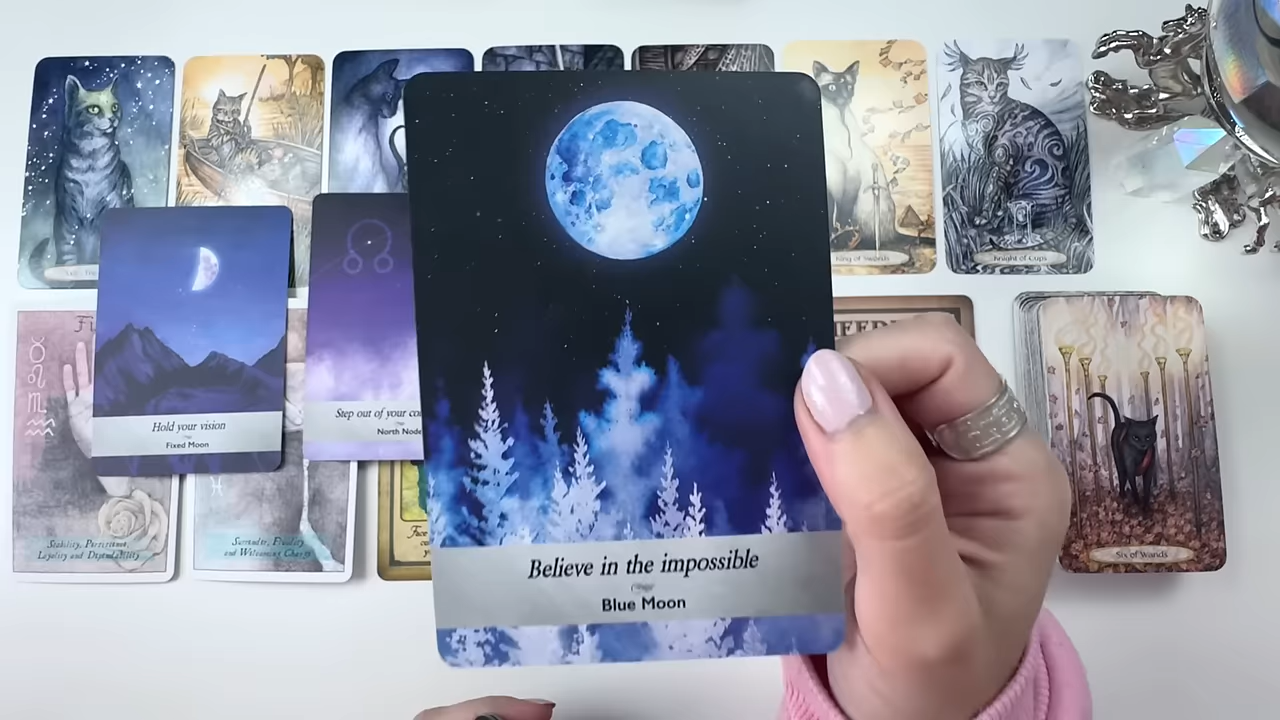 King of Swords
Knight of Cups
Hold your vision
Fixed Moon
Step out of your
North Node
Believe in the impossible
Blue Moon
Stability, Persistence,
Loyalty and Dependability
Surrender, Fluidity
and Welcoming Change
Face
Six of Wands